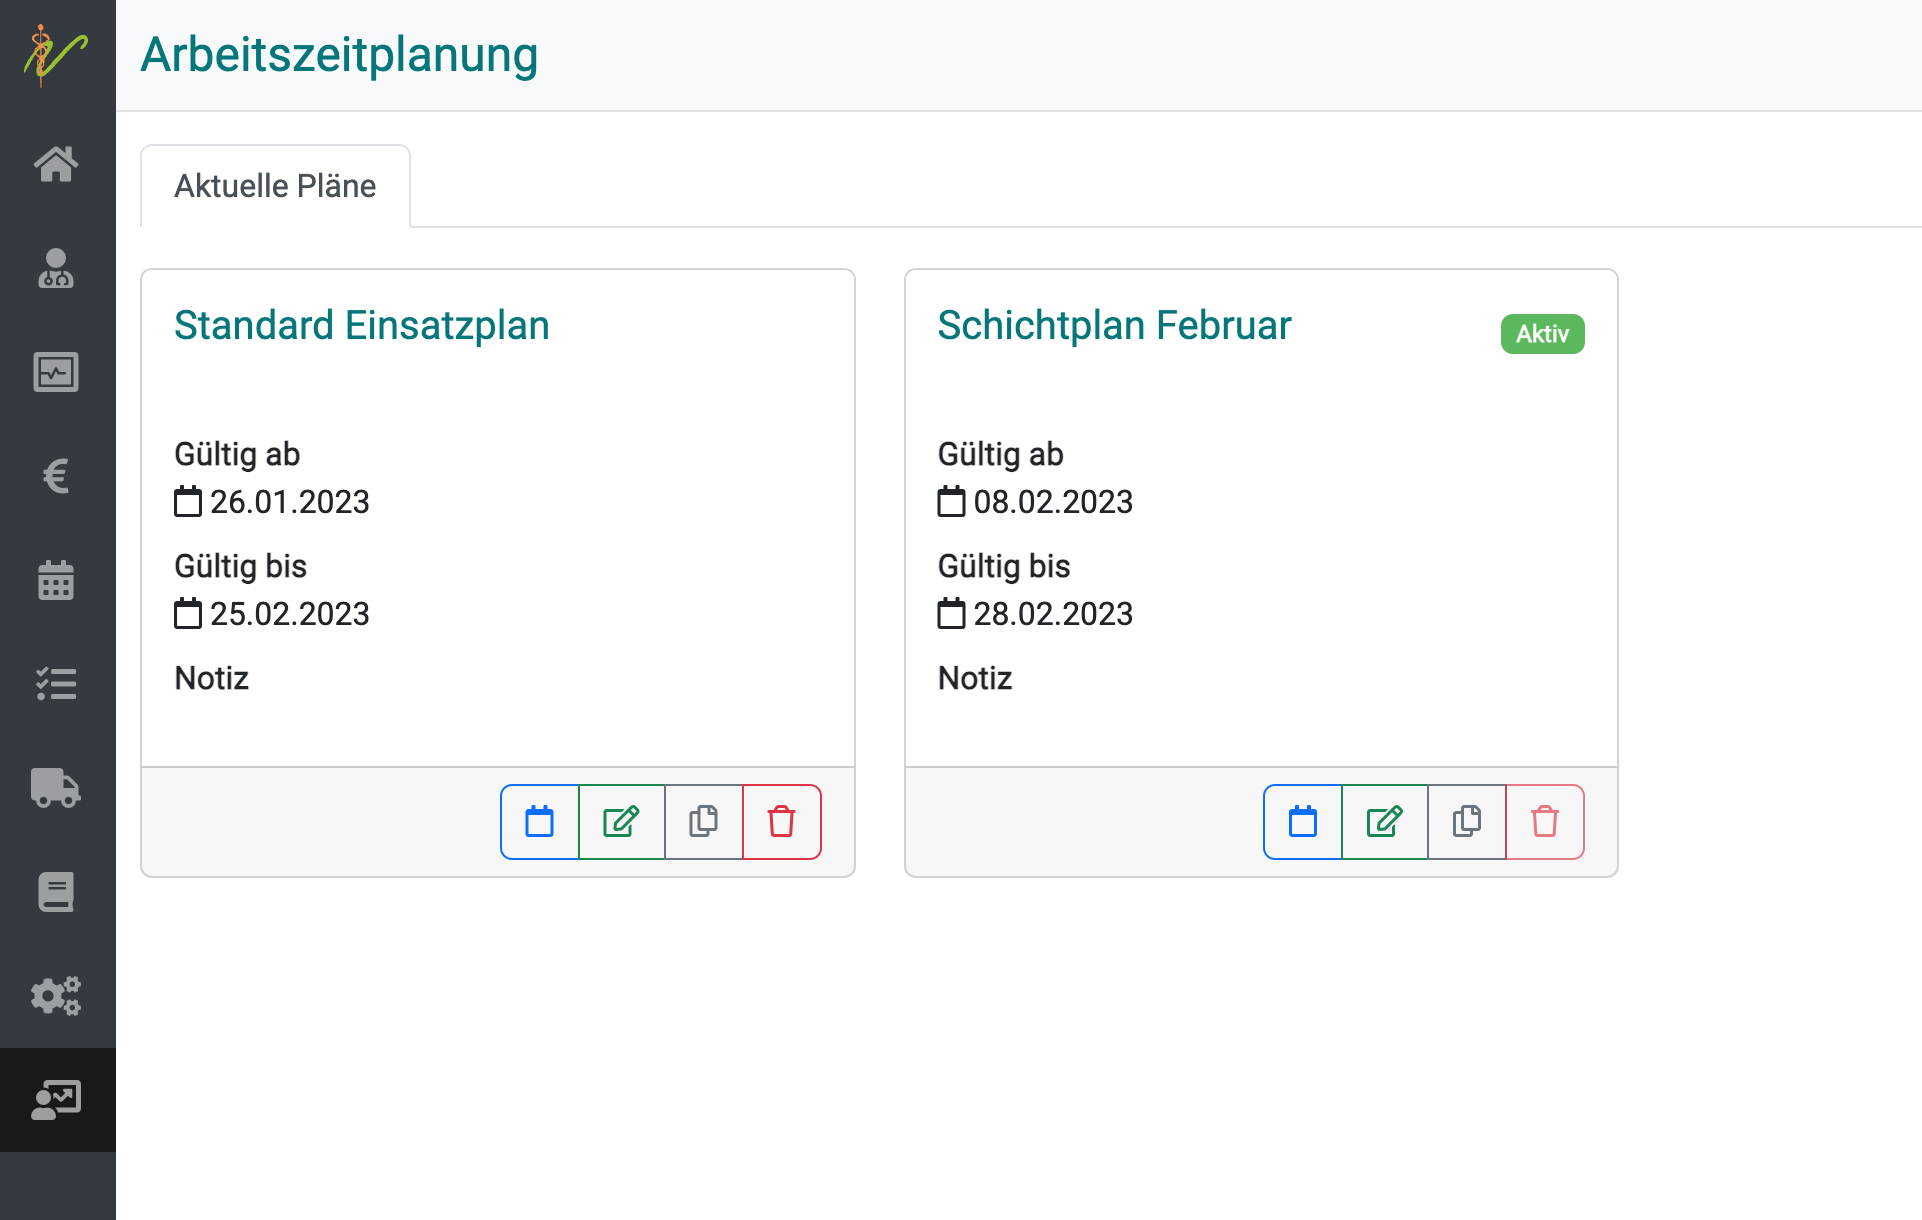 Arbeitszeitplanung
Aktuelle Pläne
Standard Einsatzplan
Gültig ab
26.01.2023
Gültig bis
25.02.2023
Notiz
Schichtplan Februar
Aktiv
Gültig ab
08.02.2023
Gültig bis
28.02.2023
Notiz